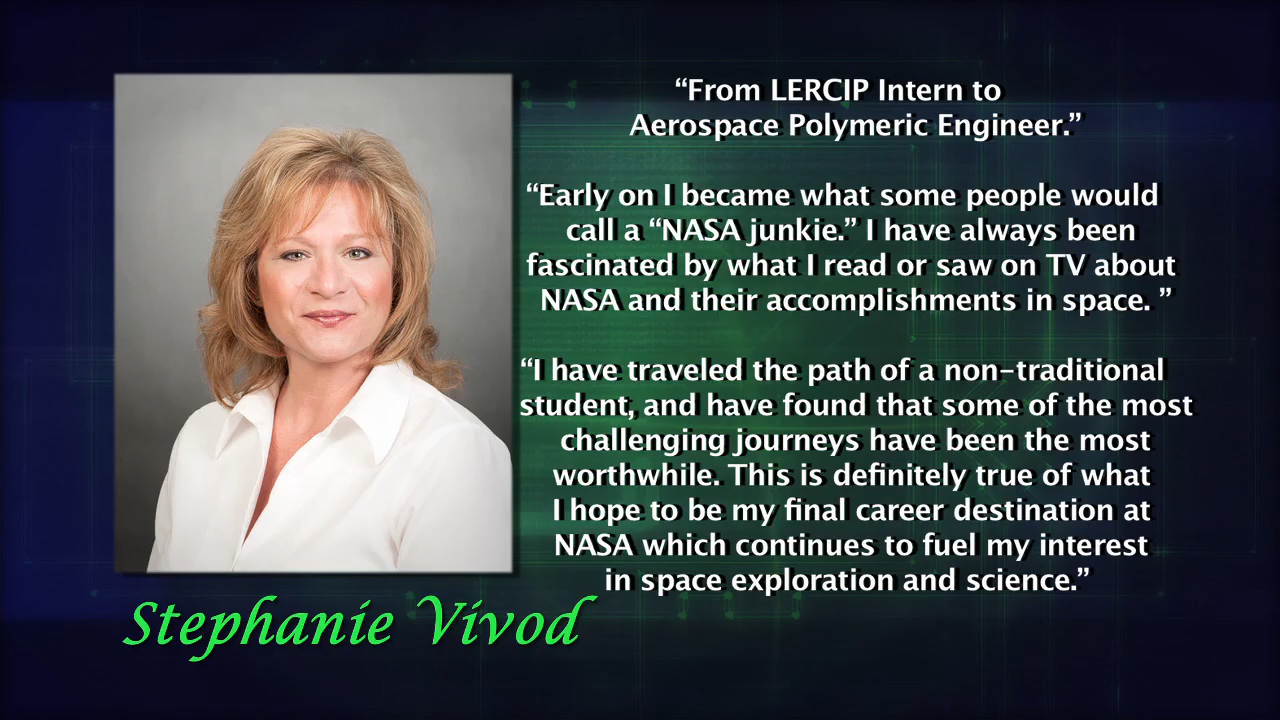 “From LERCIP Intern to
Aerospace Polymeric Engineer.”
“Early on I became what some people would
call a “NASA junkie.” I have always been
fascinated by what I read or saw on TV about
NASA and their accomplishments in space. ”
“I have traveled the path of a non-traditional
student, and have found that some of the most
challenging journeys have been the most
worthwhile. This is definitely true of what
I hope to be my final career destination at
NASA which continues to fuel my interest
in space exploration and science.”
Stephanie Vivod